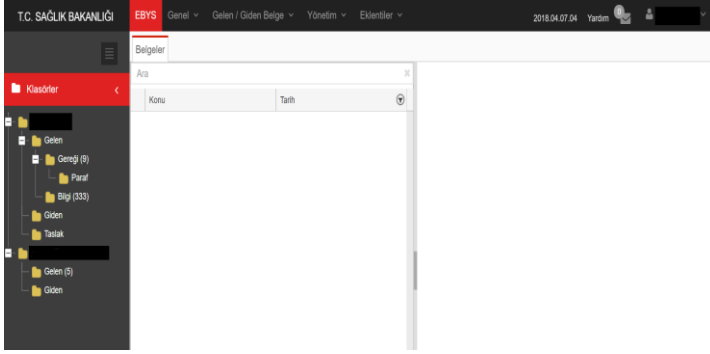 T.C. SAĞLIK BAKANLIĞI
EBYS Genel Gelen / Giden Belge Yönetim Eklentiler 2018.04.07.04 Yardım 0
Belgeler
Ara
Klasörler
Konu Tarih
Gelen
Gereği (9)
Paraf
Bilgi (333)
Giden
Taslak
Gelen (5)
Giden